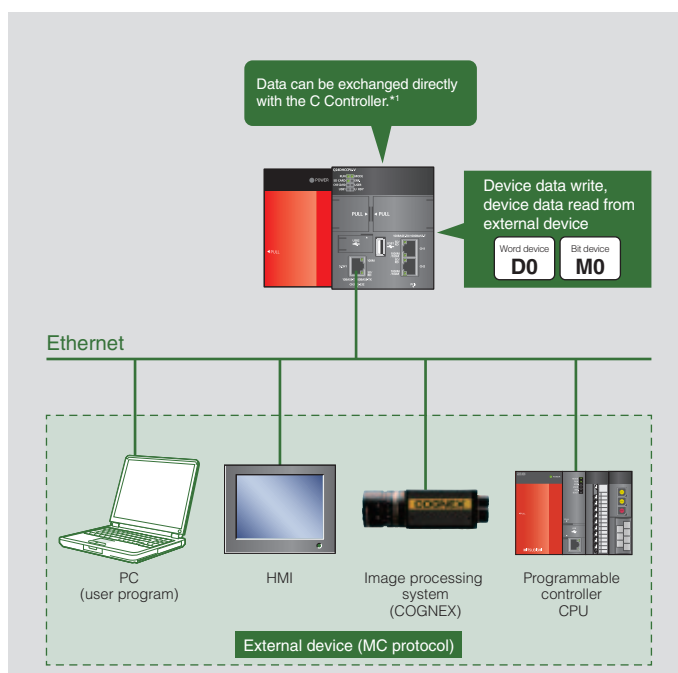 Data can be exchanged directly
with the C Controller.*1
POWER
PULL
PULL
PULL
Device data write,
device data read from
external device
Word device
D0
Bit device
M0
Ethernet
COGNEX
PC
(user program)
HMI
Image processing
system
(COGNEX)
Programmable
controller
CPU
External device (MC protocol)